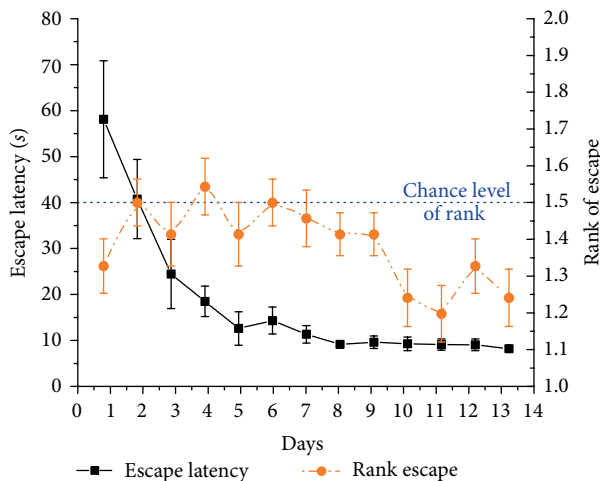 80
70
60
50
40
30
20
10
0
Escape latency (s)
2.0
1.9
1.8
1.7
1.6
1.5
1.4
1.3
1.2
1.1
1.0
Rank of escape
Chance level
of rank
0 1 2 3 4 5 6 7 8 9 10 11 12 13 14
Days
Escape latency
Rank escape